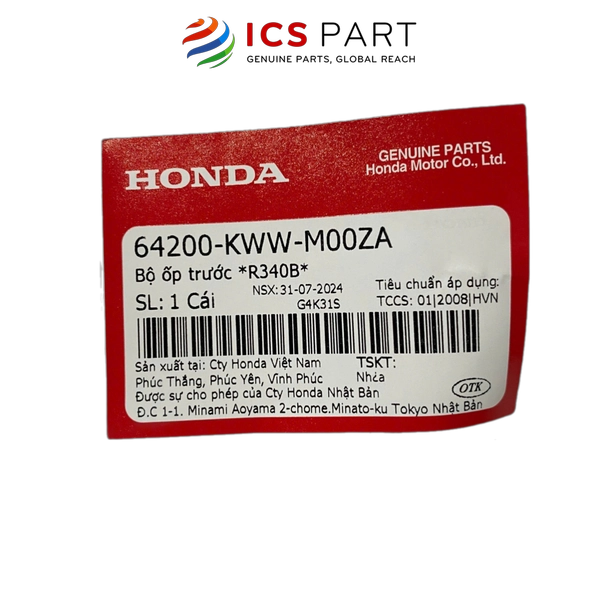 ICS PART
GENUINE PARTS, GLOBAL REACH
HONDA
GENUINE PARTS
Honda Motor Co., Ltd.
64200-KWW-M00ZA
Bộ ốp trước *R340B*
SL: 1 Cái
NSX: 31-07-2024
G4K31S
Tiêu chuẩn áp dụng:
TCCS: 01|2008|HVN
Sản xuất tại: Cty Honda Việt Nam
Phúc Thắng, Phúc Yên, Vĩnh Phúc
Được sự cho phép của Cty Honda Nhật Bản
Đ.C 1-1. Minami Aoyama 2-chome.Minato-ku Tokyo Nhật Bản
TSKT:
Nhựa
OTK